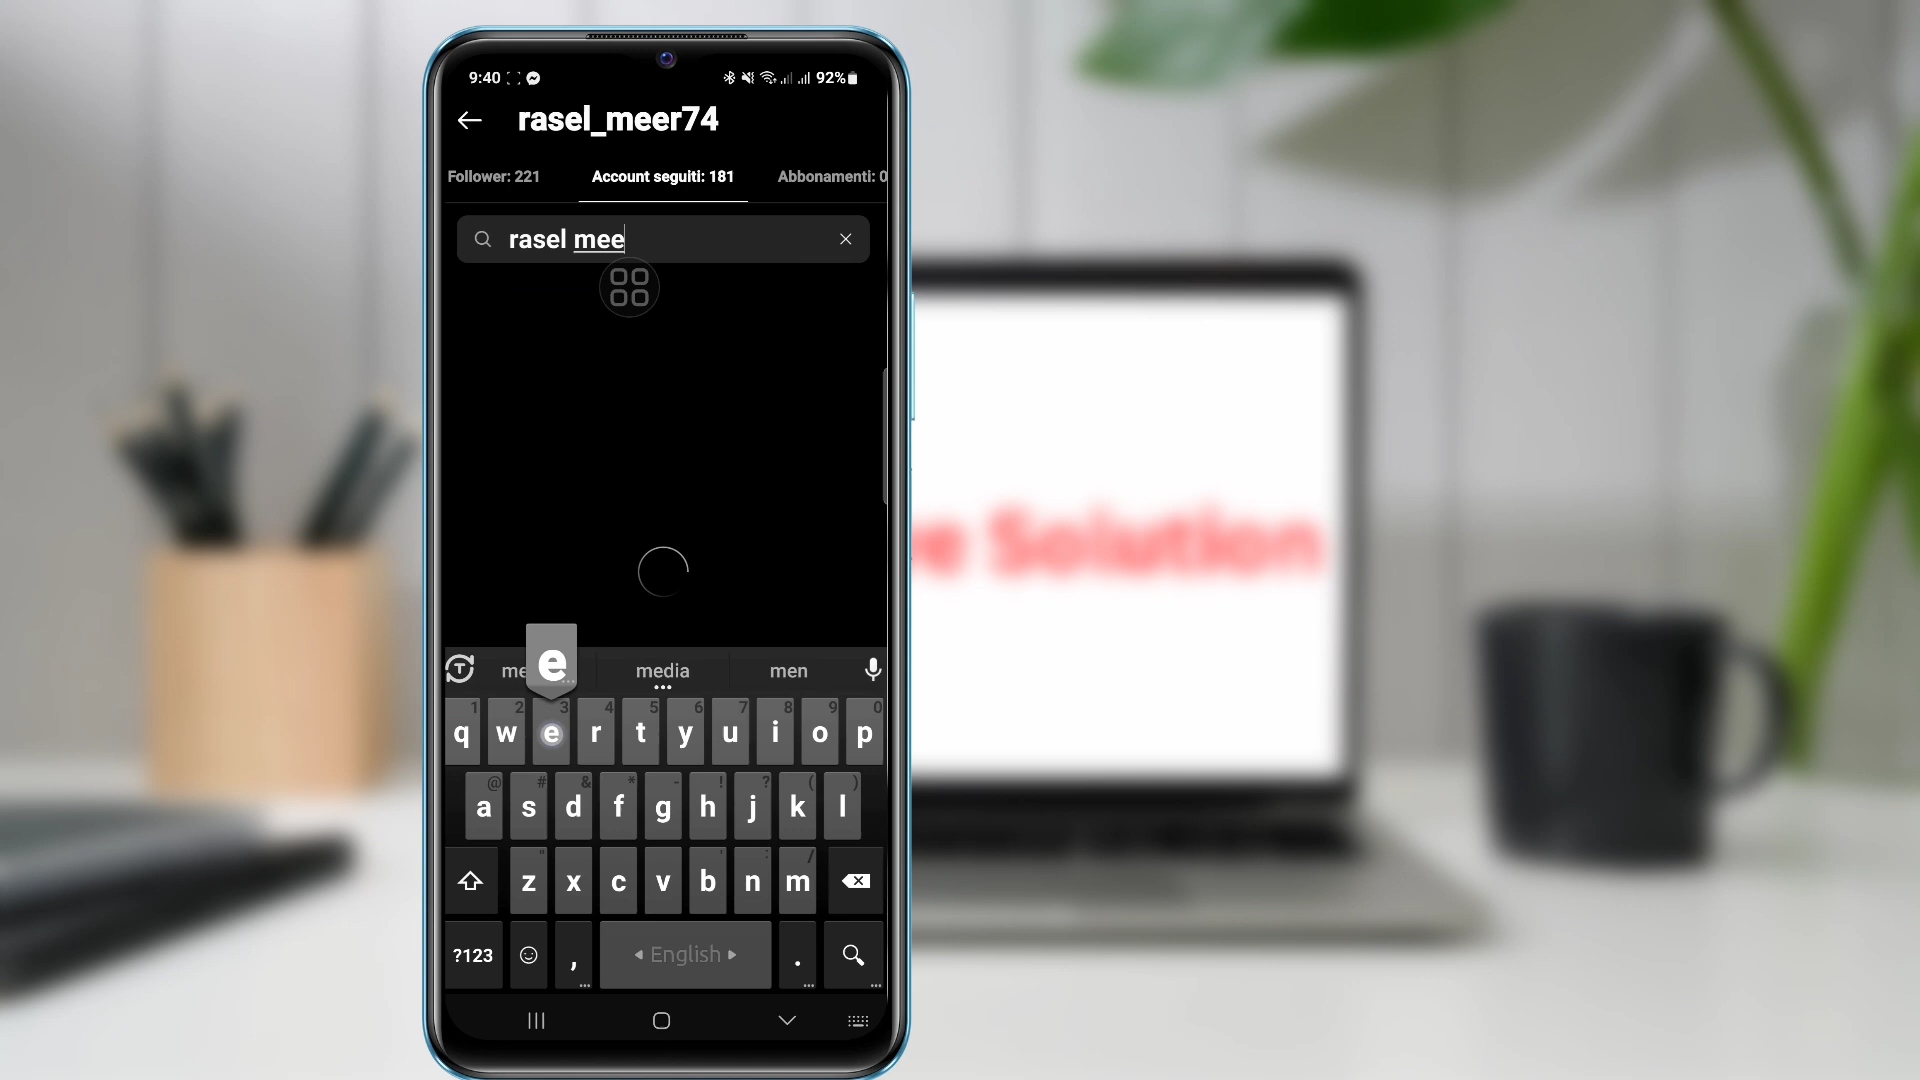 9:40 92%
rasel_meer74
Follower: 221 Account seguiti: 181 Abbonamenti: 0
rasel mee
e
media men
1 2 3 4 5 6 7 8 9 0
q w e r t y u i o p
@ # & * - ! ? ( )
a s d f g h j k l
" ' : /
z x c v b n m
?123 , English .
Solution